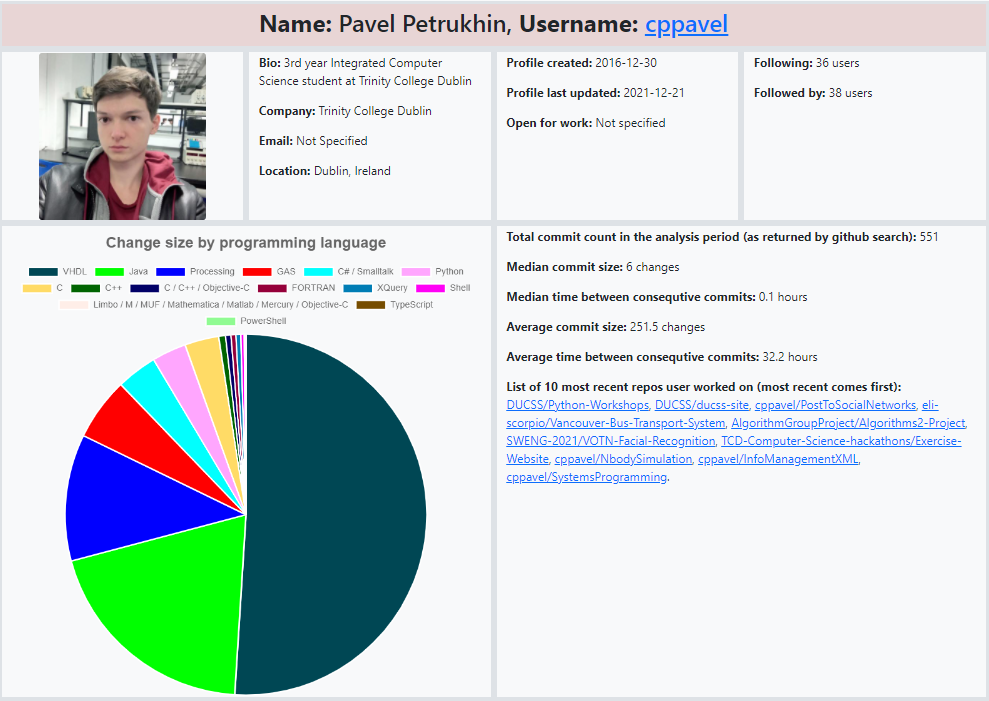 Name: Pavel Petrukhin, Username: cppavel
Bio: 3rd year Integrated Computer
Science student at Trinity College Dublin
Company: Trinity College Dublin
Email: Not Specified
Location: Dublin, Ireland
Profile created: 2016-12-30
Profile last updated: 2021-12-21
Open for work: Not specified
Following: 36 users
Followed by: 38 users
Change size by programming language
VHDL Java Processing GAS C# / Smalltalk Python
C C++ C / C++ / Objective-C FORTRAN XQuery Shell
Limbo / M / MUF / Mathematica / Matlab / Mercury / Objective-C TypeScript
PowerShell
Total commit count in the analysis period (as returned by github search): 551
Median commit size: 6 changes
Median time between consequtive commits: 0.1 hours
Average commit size: 251.5 changes
Average time between consequtive commits: 32.2 hours
List of 10 most recent repos user worked on (most recent comes first):
DUCSS/Python-Workshops, DUCSS/ducss-site, cppavel/PostToSocialNetworks, eli-
scorpio/Vancouver-Bus-Transport-System, AlgorithmGroupProject/Algorithms2-Project,
SWENG-2021/VOTN-Facial-Recognition, TCD-Computer-Science-hackathons/Exercise-
Website, cppavel/NbodySimulation, cppavel/InfoManagementXML,
cppavel/SystemsProgramming.